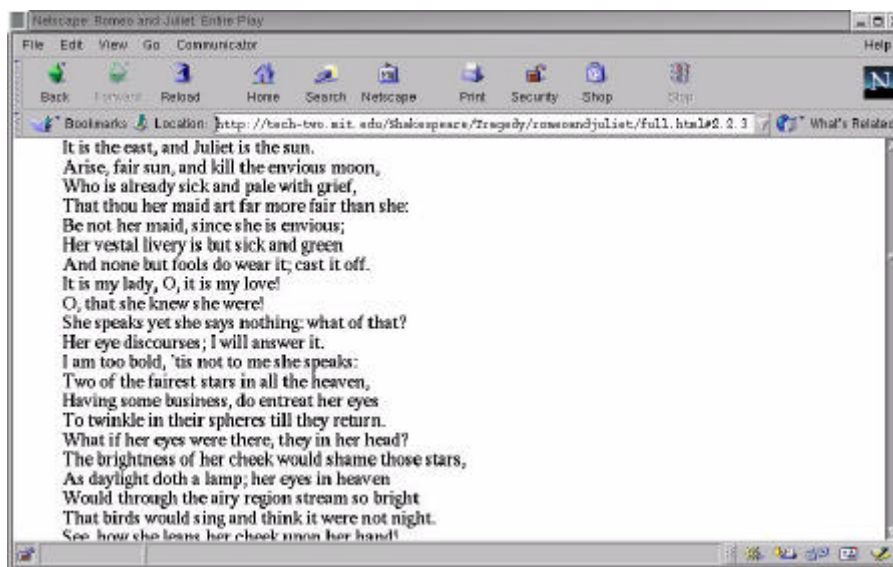 Netscape: Romeo and Juliet: Entire Play
File Edit View Go Communicator Help
Back Forward Reload Home Search Netscape Print Security Shop Stop N
Bookmarks Location: http://tech-two.mit.edu/Shakespeare/Tragedy/romeoandjuliet/full.html#2.2.3 What's Related
It is the east, and Juliet is the sun.
Arise, fair sun, and kill the envious moon,
Who is already sick and pale with grief,
That thou her maid art far more fair than she:
Be not her maid, since she is envious;
Her vestal livery is but sick and green
And none but fools do wear it; cast it off.
It is my lady, O, it is my love!
O, that she knew she were!
She speaks yet she says nothing: what of that?
Her eye discourses; I will answer it.
I am too bold, 'tis not to me she speaks:
Two of the fairest stars in all the heaven,
Having some business, do entreat her eyes
To twinkle in their spheres till they return.
What if her eyes were there, they in her head?
The brightness of her cheek would shame those stars,
As daylight doth a lamp; her eyes in heaven
Would through the airy region stream so bright
That birds would sing and think it were not night.
See, how she leans her cheek upon her hand!